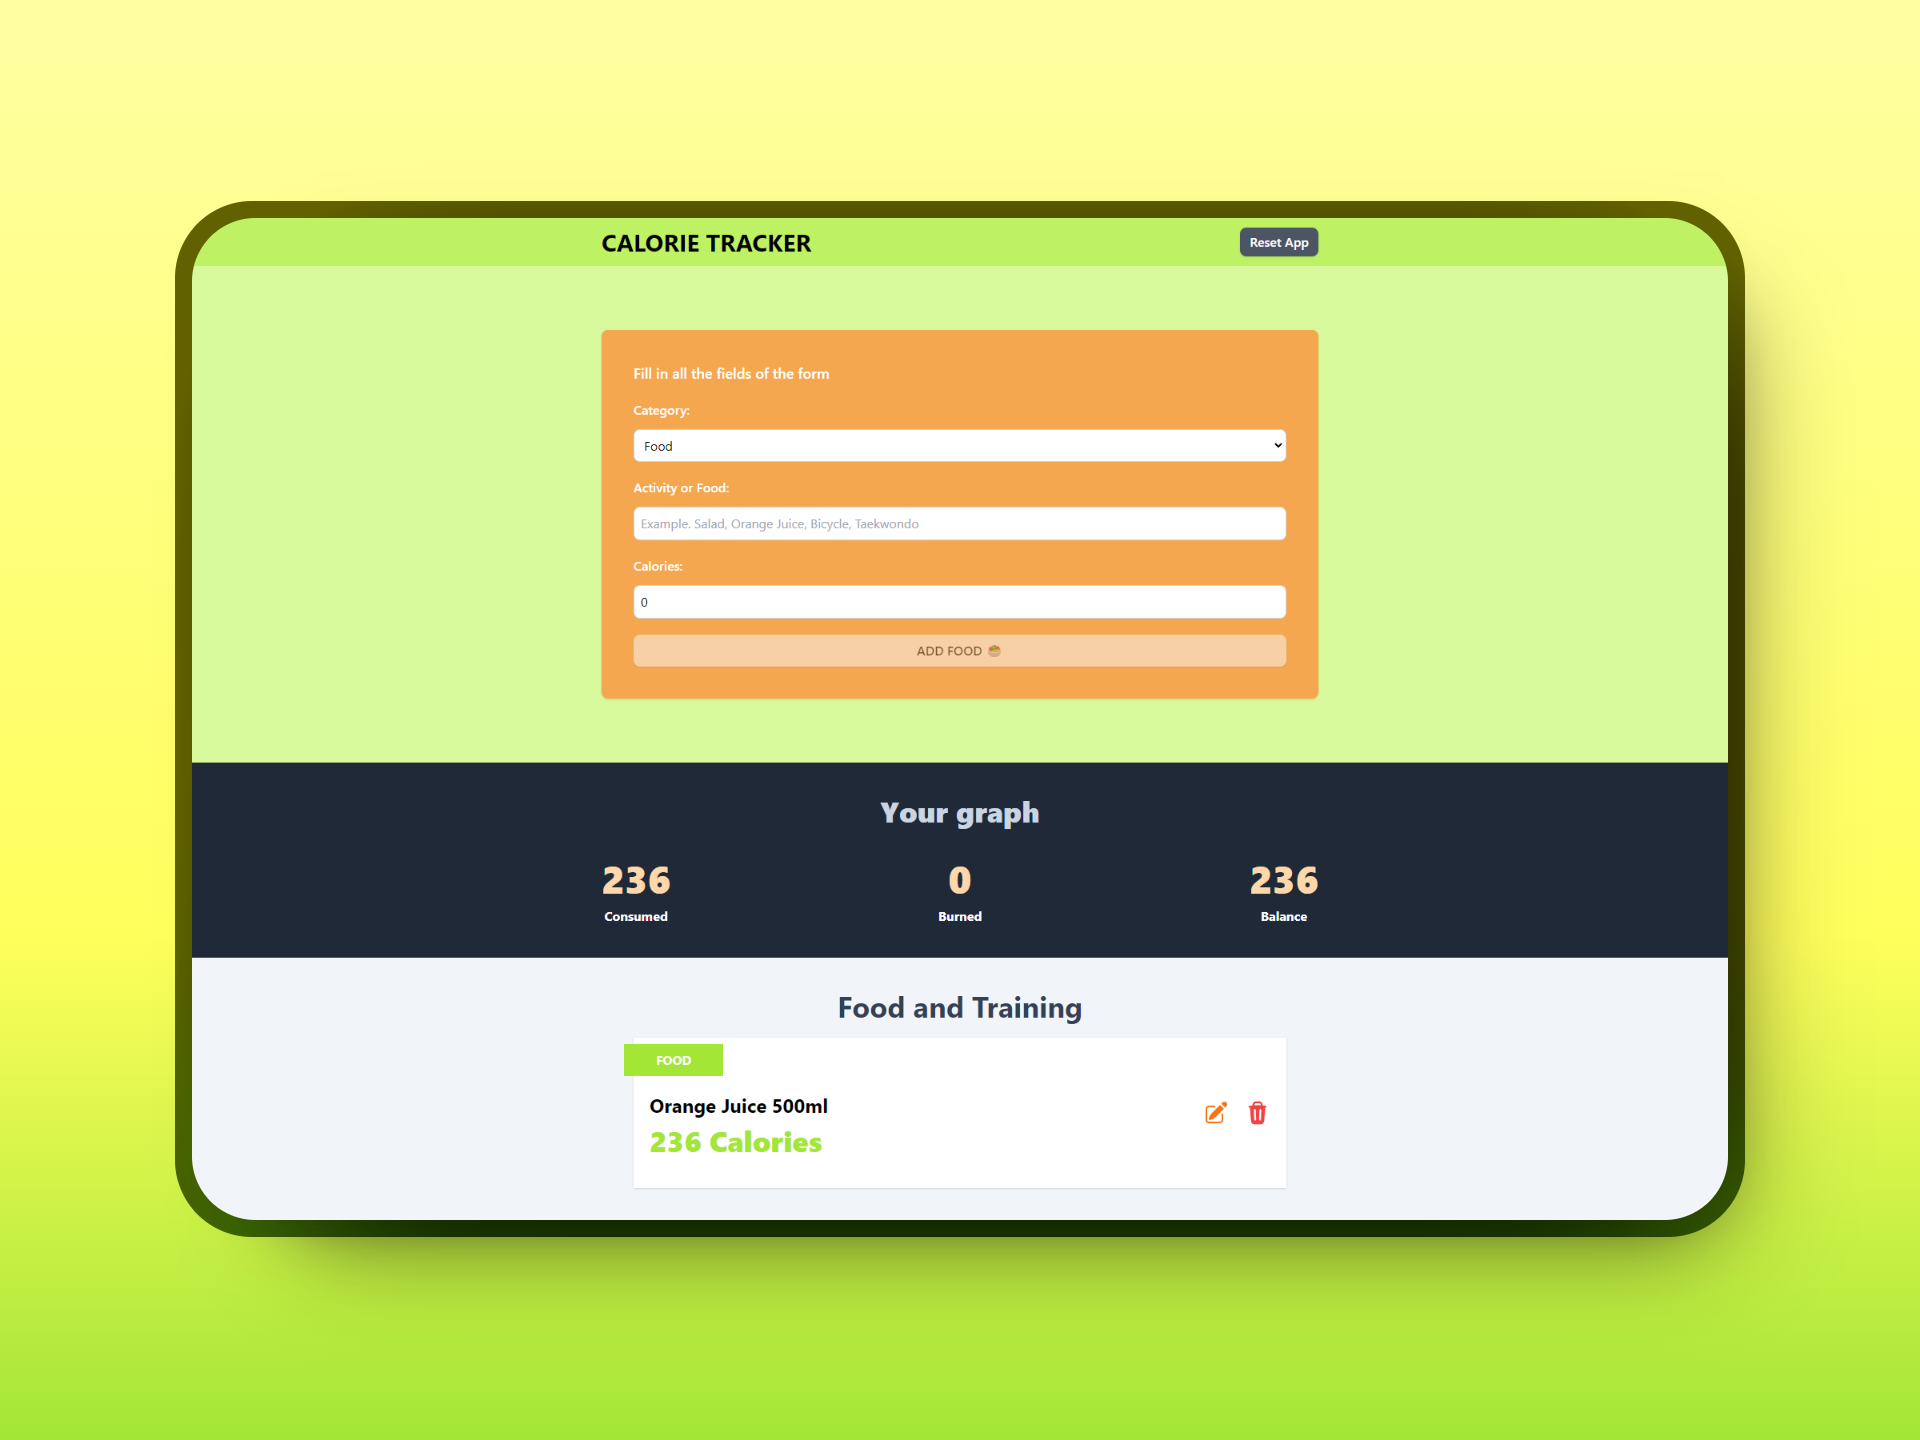 CALORIE TRACKER
Reset App
Fill in all the fields of the form
Category:
Food
Activity or Food:
Example. Salad, Orange Juice, Bicycle, Taekwondo
Calories:
0
ADD FOOD
Your graph
236 0 236
Consumed Burned Balance
Food and Training
FOOD
Orange Juice 500ml
236 Calories